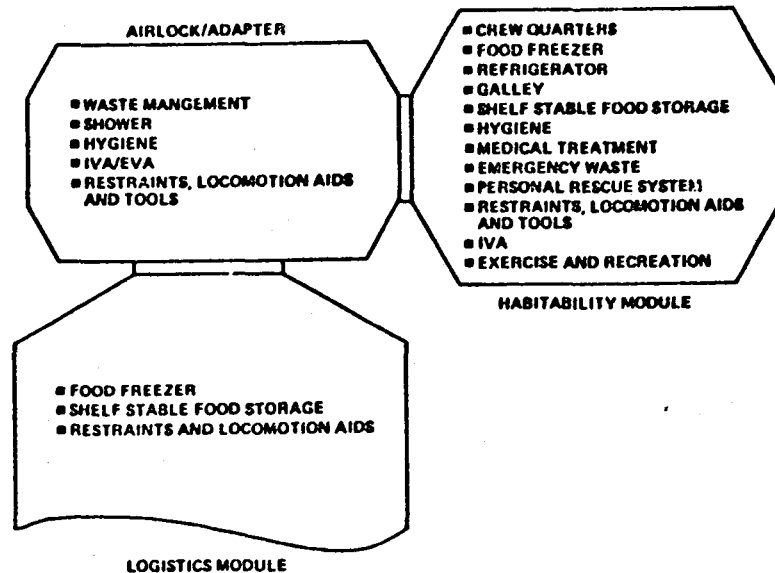 AIRLOCK/ADAPTER
■ WASTE MANGEMENT
■ SHOWER
■ HYGIENE
■ IVA/EVA
■ RESTRAINTS, LOCOMOTION AIDS
AND TOOLS
■ CREW QUARTERS
■ FOOD FREEZER
■ REFRIGERATOR
■ GALLEY
■ SHELF STABLE FOOD STORAGE
■ HYGIENE
■ MEDICAL TREATMENT
■ EMERGENCY WASTE
■ PERSONAL RESCUE SYSTEM
■ RESTRAINTS, LOCOMOTION AIDS
AND TOOLS
■ IVA
■ EXERCISE AND RECREATION
HABITABILITY MODULE
■ FOOD FREEZER
■ SHELF STABLE FOOD STORAGE
■ RESTRAINTS AND LOCOMOTION AIDS
LOGISTICS MODULE